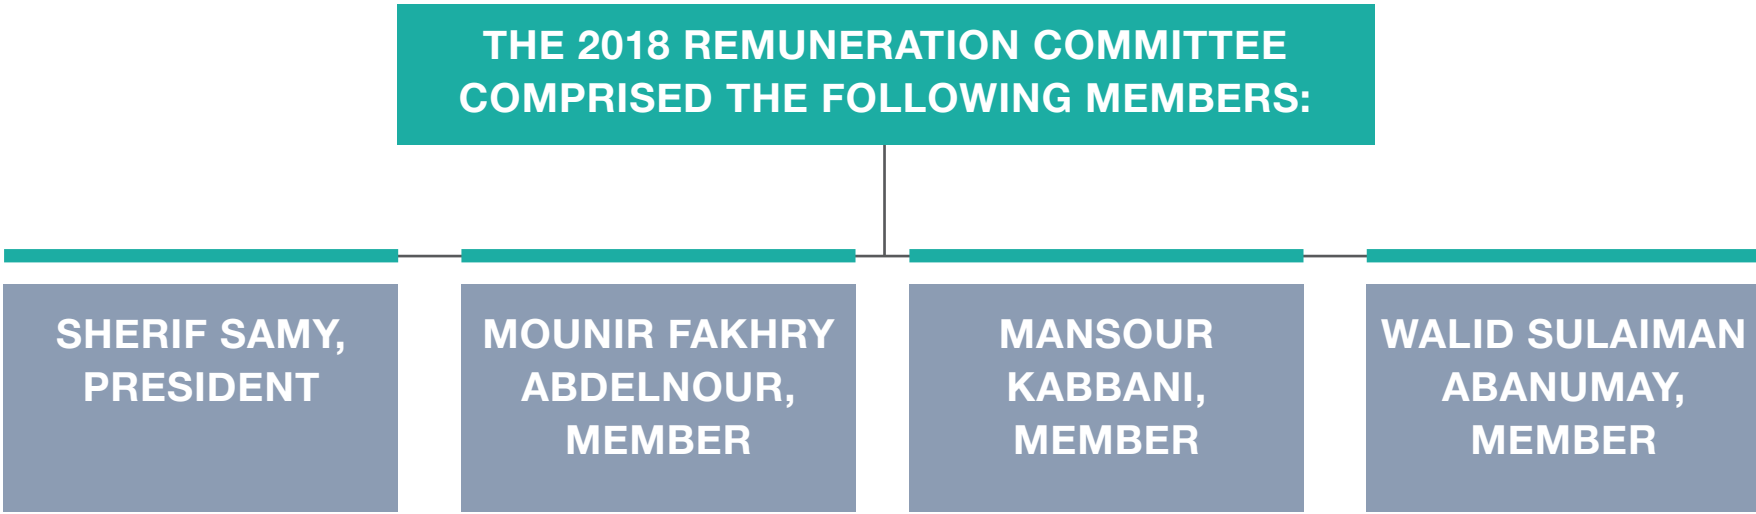 THE 2018 REMUNERATION COMMITTEE
COMPRISED THE FOLLOWING MEMBERS:
SHERIF SAMY,
PRESIDENT
MOUNIR FAKHRY
ABDELNOUR,
MEMBER
MANSOUR
KABBANI,
MEMBER
WALID SULAIMAN
ABANUMAY,
MEMBER